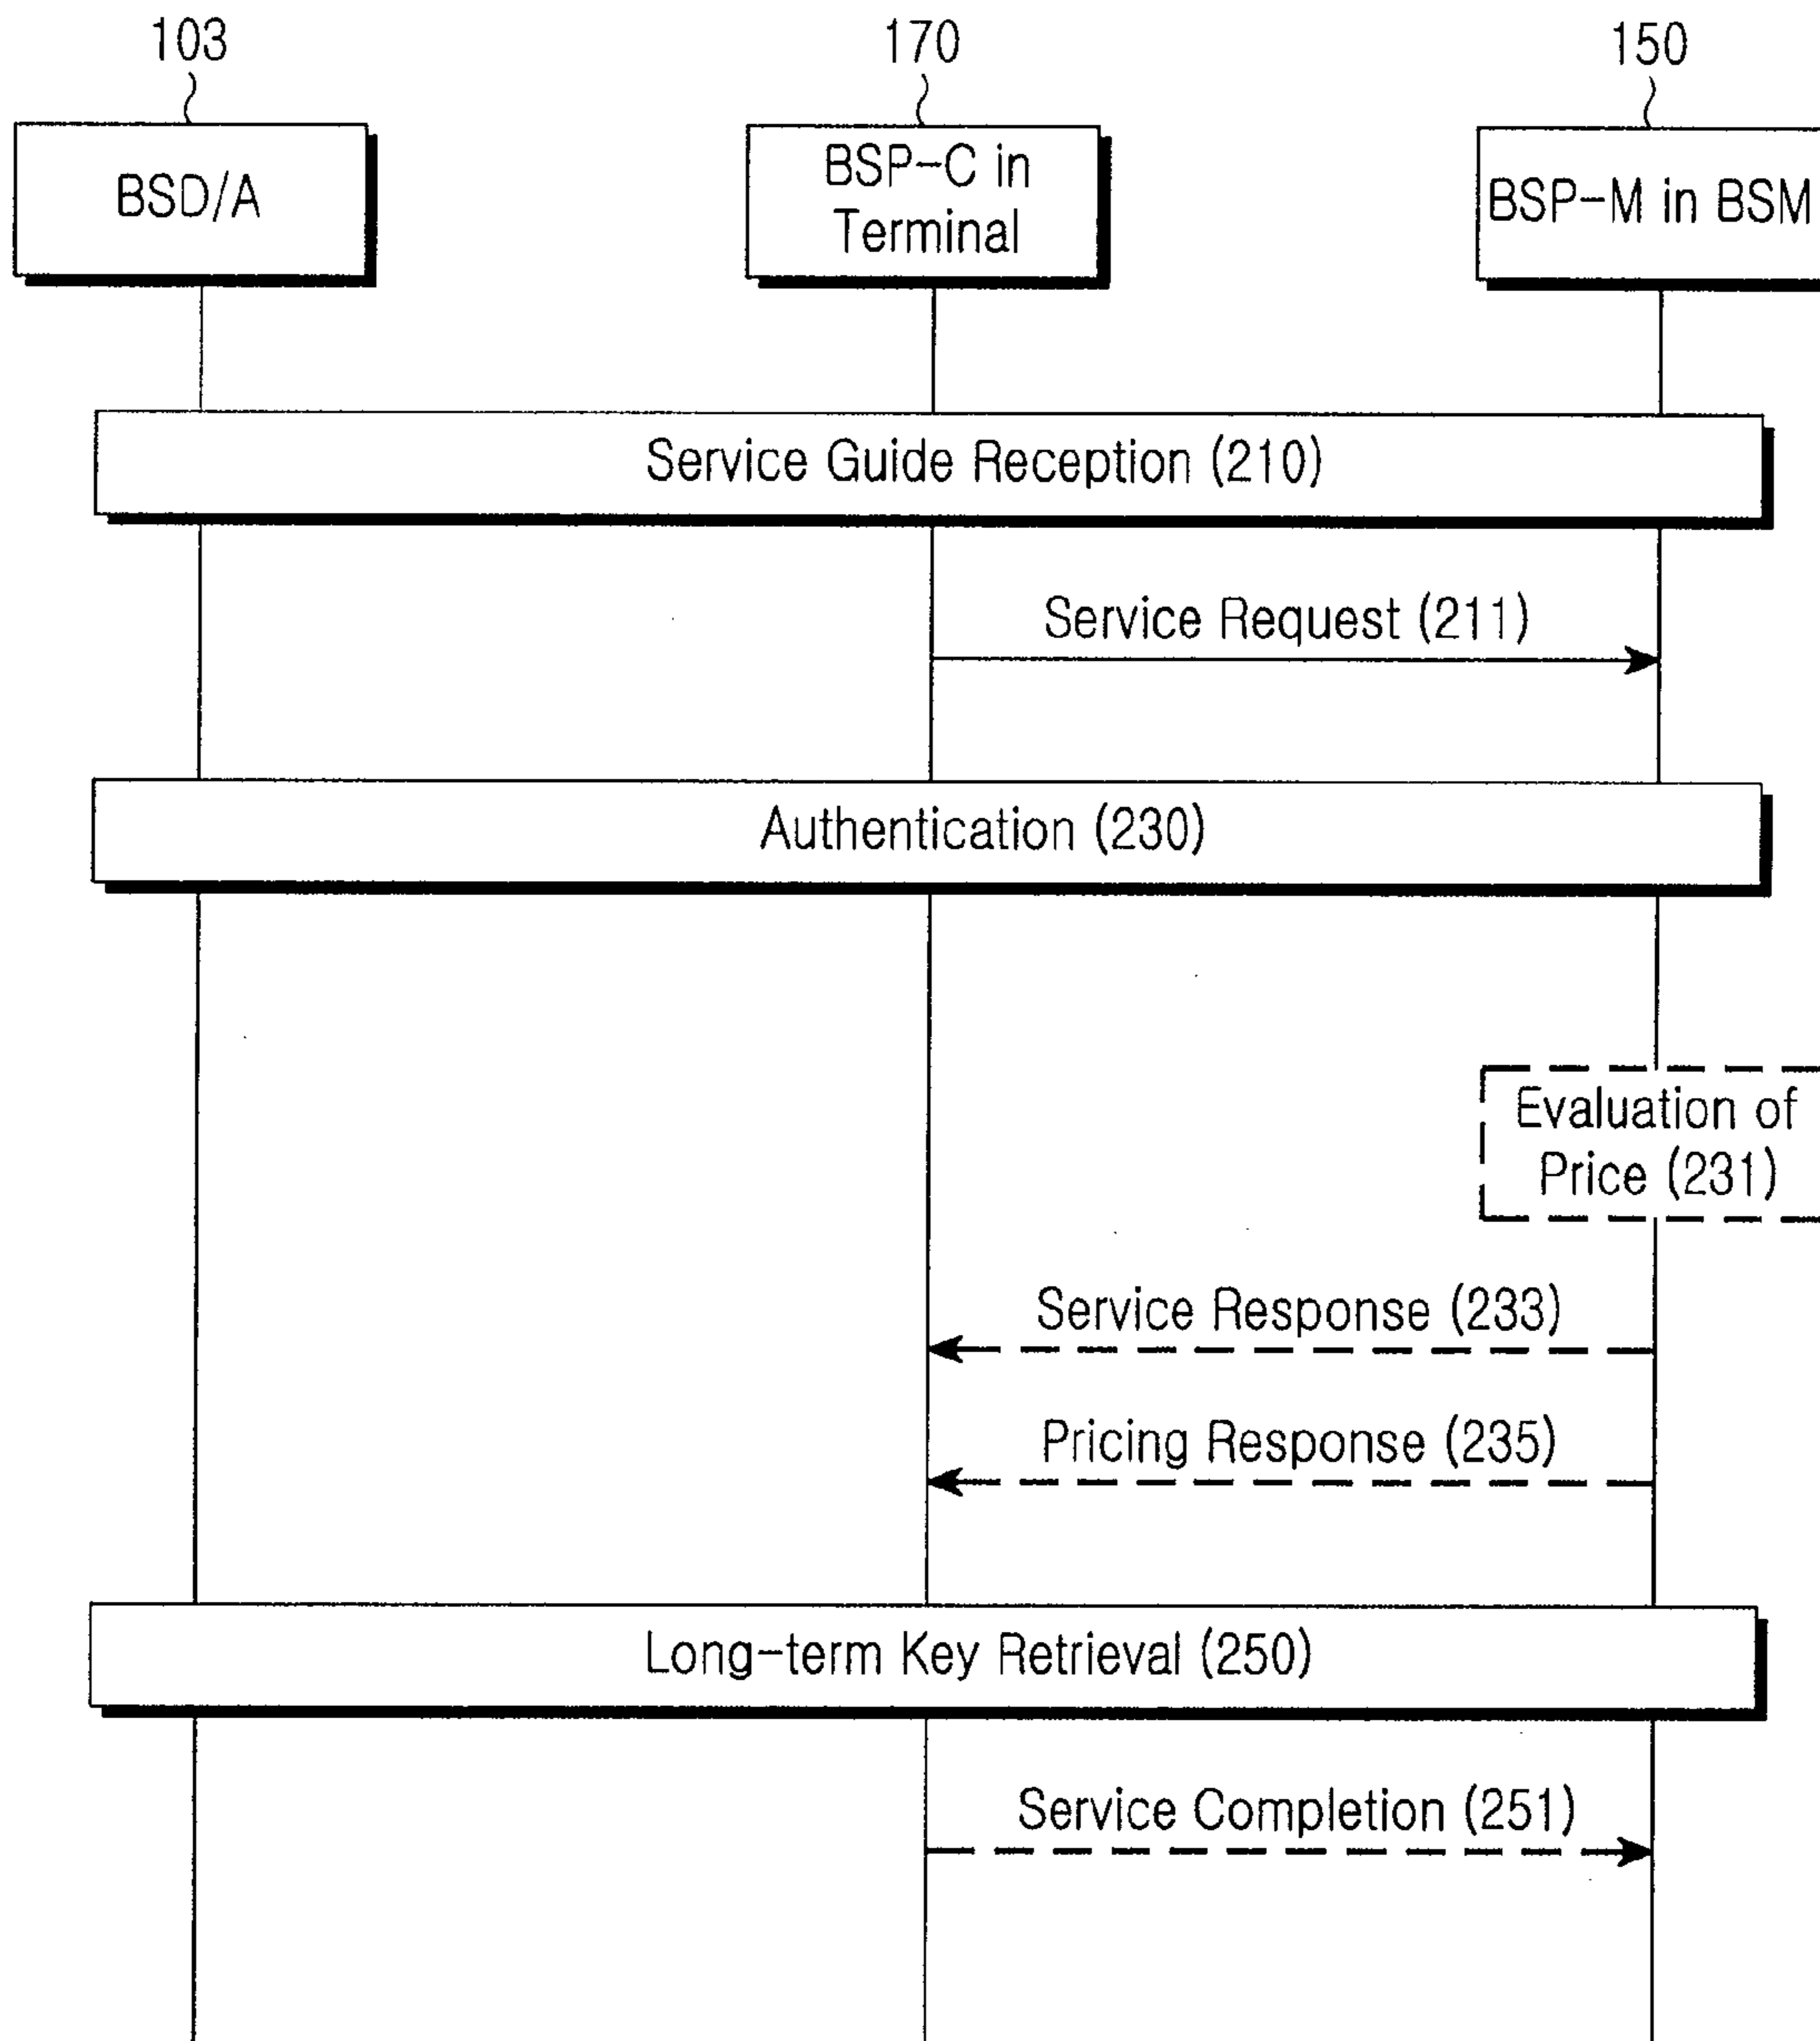 103
170
150
BSD/A
BSP-C in
Terminal
BSP-M in BSM
Service Guide Reception (210)
Service Request (211)
Authentication (230)
Evaluation of
Price (231)
Service Response (233)
Pricing Response (235)
Long-term Key Retrieval (250)
Service Completion (251)